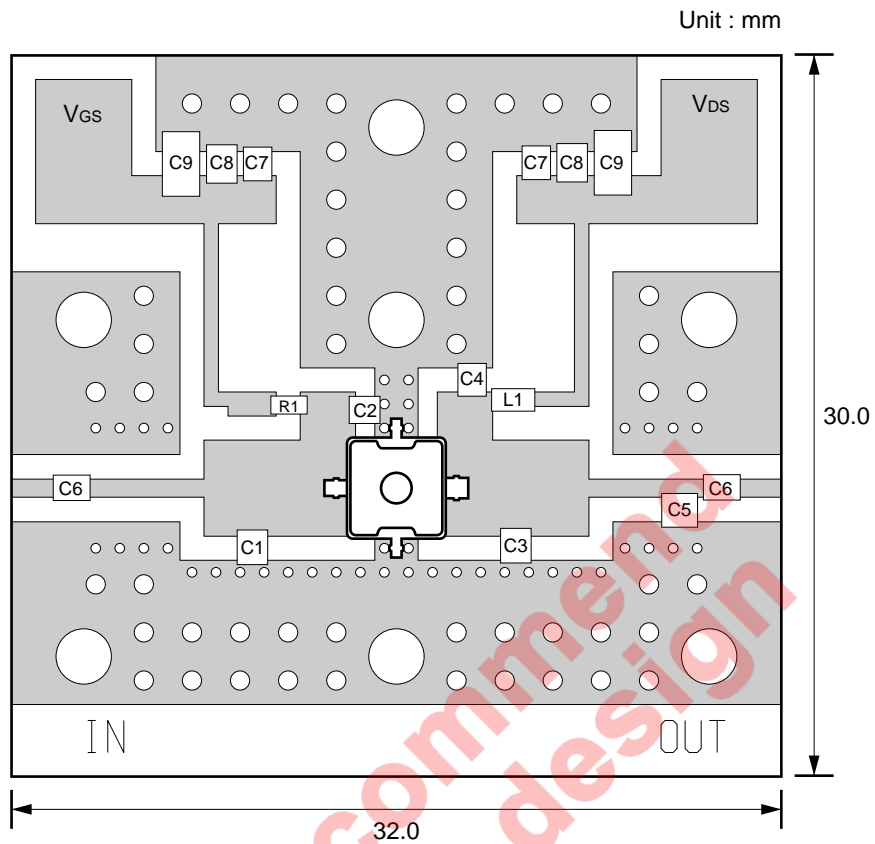 Unit : mm
VGS
VDS
C9 C8 C7
C7 C8 C9
C4
R1
C2
L1
30.0
C6
C6
C5
C1
C3
commend
design
IN
OUT
32.0